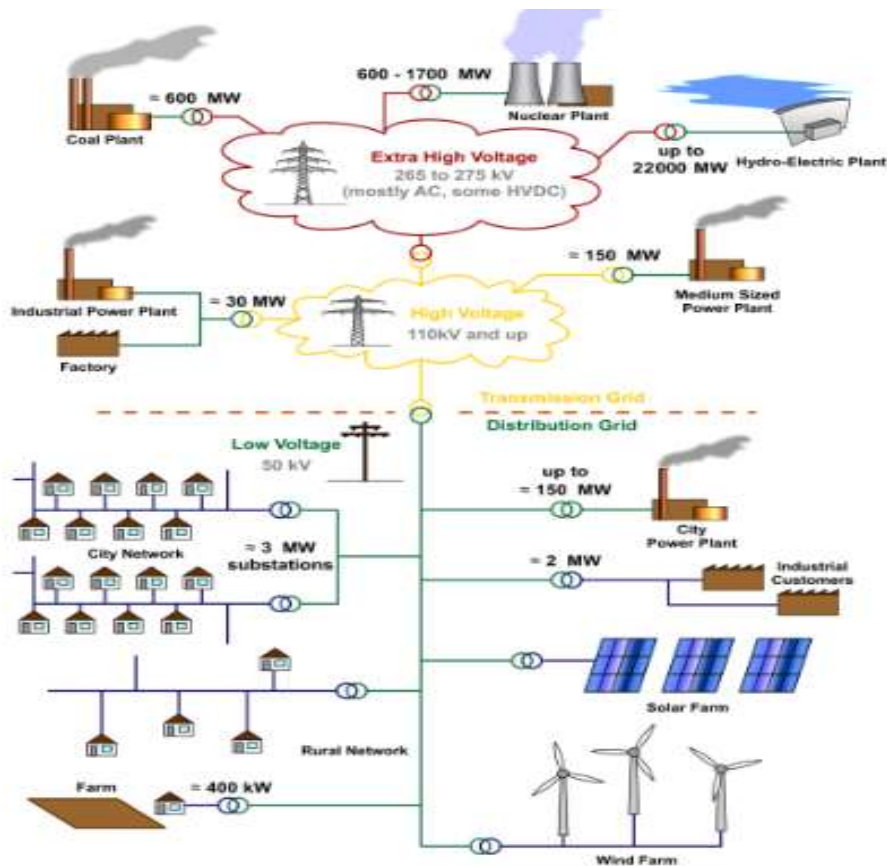 600 - 1700 MW
Nuclear Plant
≈ 600 MW
Coal Plant
Extra High Voltage
265 to 275 kV
(mostly AC, some HVDC)
up to
22000 MW
Hydro-Electric Plant
≈ 150 MW
Medium Sized
Power Plant
≈ 30 MW
Industrial Power Plant
Factory
High Voltage
110kV and up
Transmission Grid
Distribution Grid
Low Voltage
50 kV
up to
≈ 150 MW
City
Power Plant
City Network
≈ 3 MW
substations
≈ 2 MW
Industrial
Customers
Solar Farm
Rural Network
Farm
≈ 400 kW
Wind Farm